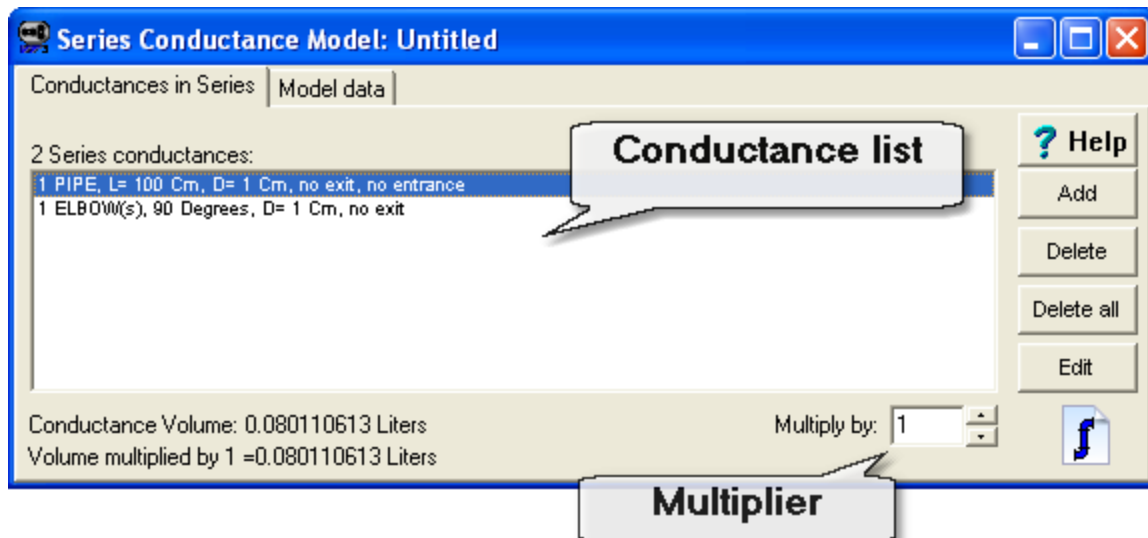 Series Conductance Model: Untitled
Conductances in Series
Model data
2 Series conductances:
Conductance list
? Help
1 PIPE, L= 100 Cm, D= 1 Cm, no exit, no entrance
1 ELBOW(s), 90 Degrees, D= 1 Cm, no exit
Add
Delete
Delete all
Edit
Conductance Volume: 0.080110613 Liters
Multiply by: 1
Volume multiplied by 1 =0.080110613 Liters
f
Multiplier